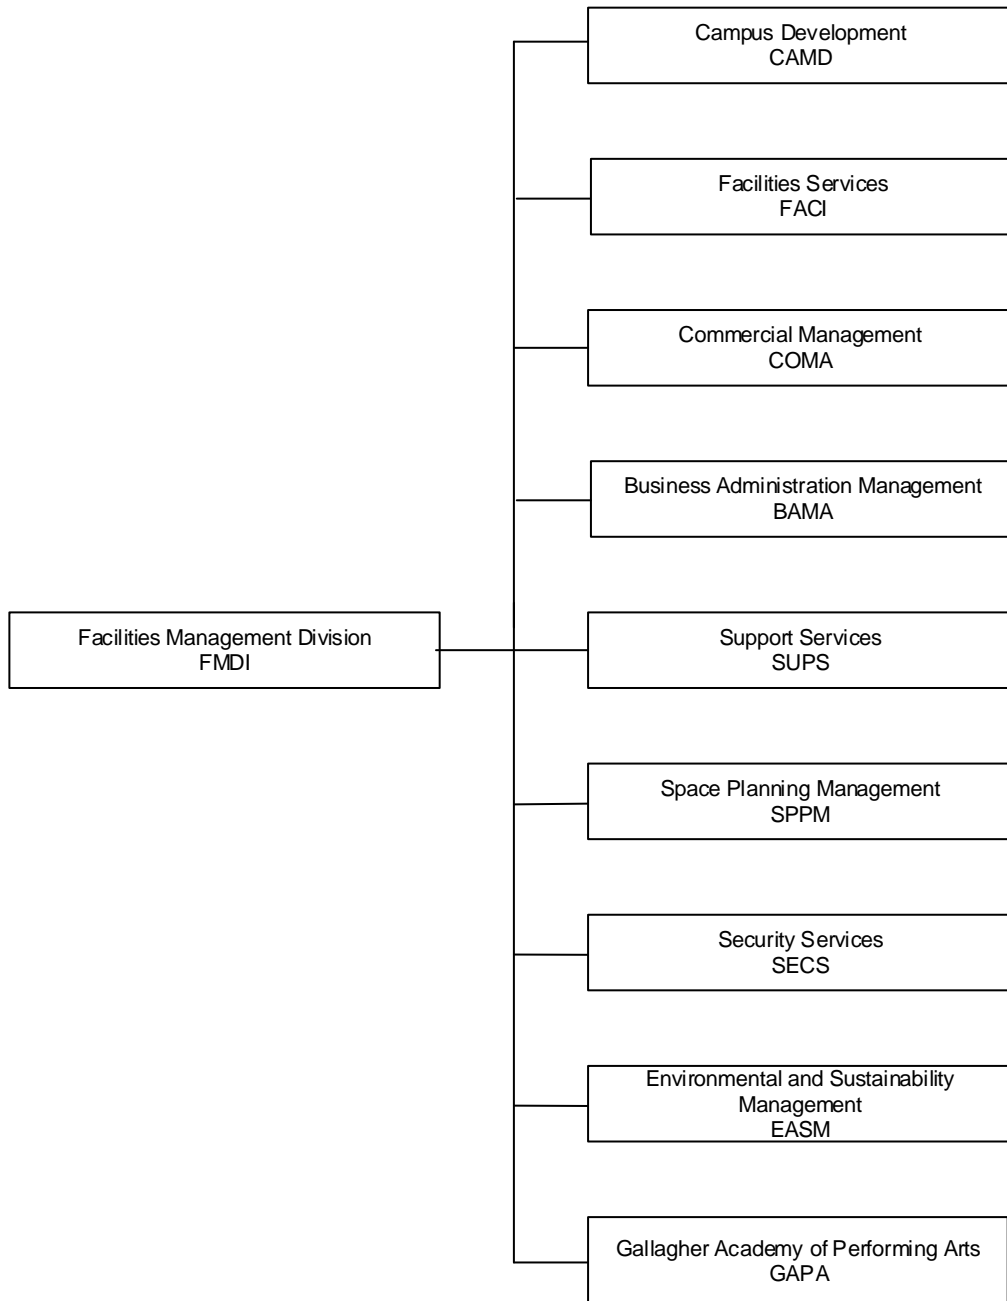 Campus Development
CAMD
Facilities Services
FACI
Commercial Management
COMA
Business Administration Management
BAMA
Facilities Management Division
FMDI
Support Services
SUPS
Space Planning Management
SPPM
Security Services
SECS
Environmental and Sustainability
Management
EASM
Gallagher Academy of Performing Arts
GAPA